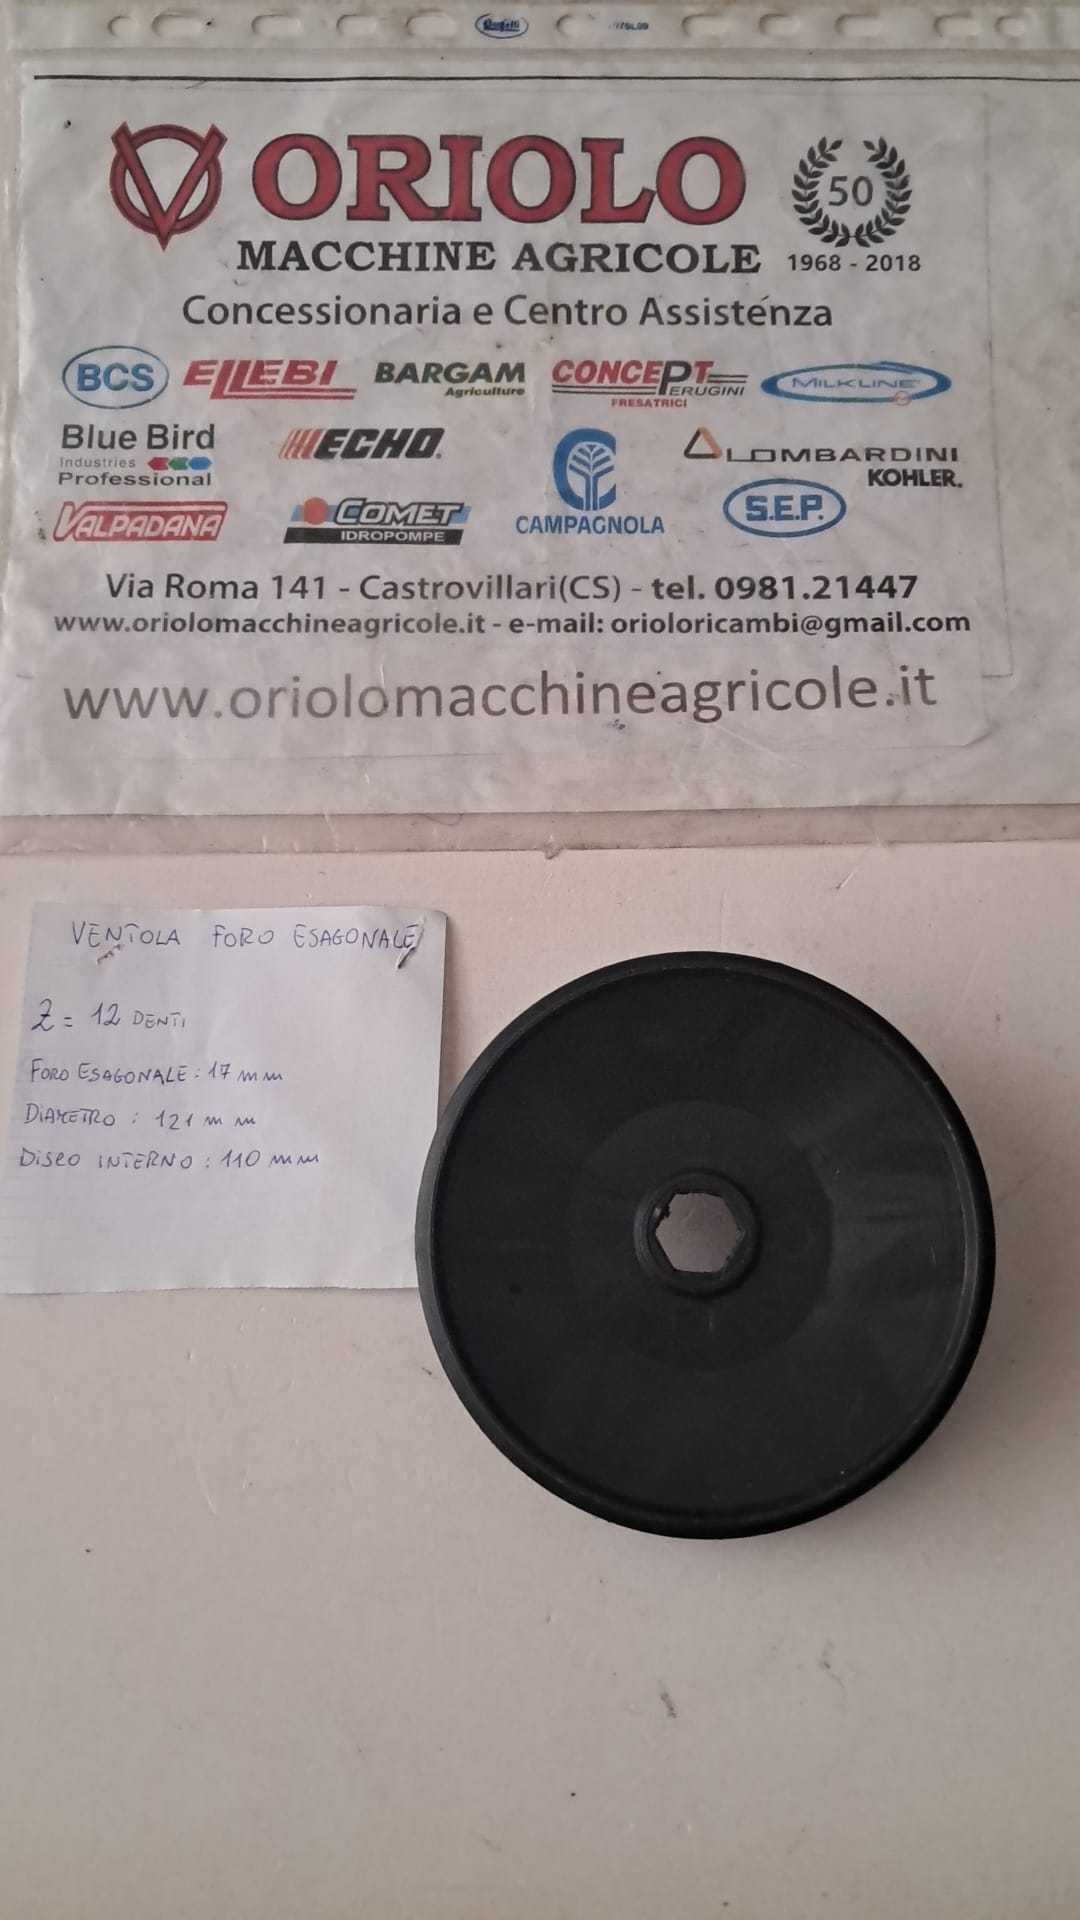 Buffetti
ORIOLO
50
MACCHINE AGRICOLE
1968 - 2018
Concessionaria e Centro Assistenza
BCS
ELLEBI
BARGAM
Agriculture
CONCEPT
PERUGINI
FRESATRICI
MILKLINE
Blue Bird
Industries
Professional
ECHO
CAMPAGNOLA
LOMBARDINI
KOHLER.
VALPADANA
COMET
IDROPOMPE
S.E.P.
Via Roma 141 - Castrovillari(CS) - tel. 0981.21447
www.oriolomacchineagricole.it - e-mail: orioloricambi@gmail.com
www.oriolomacchineagricole.it
VENTOLA FORO ESAGONALE
Z = 12 DENTI
FORO ESAGONALE: 17 mm
DIAMETRO : 121 mm
DISCO INTERNO : 110 mm